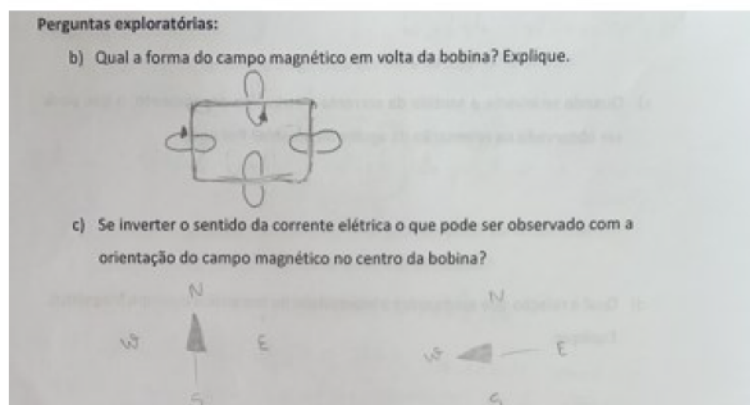 Perguntas exploratórias:
b) Qual a forma do campo magnético em volta da bobina? Explique.
c) Se inverter o sentido da corrente elétrica o que pode ser observado com a
orientação do campo magnético no centro da bobina?
N N
W E W E
S S